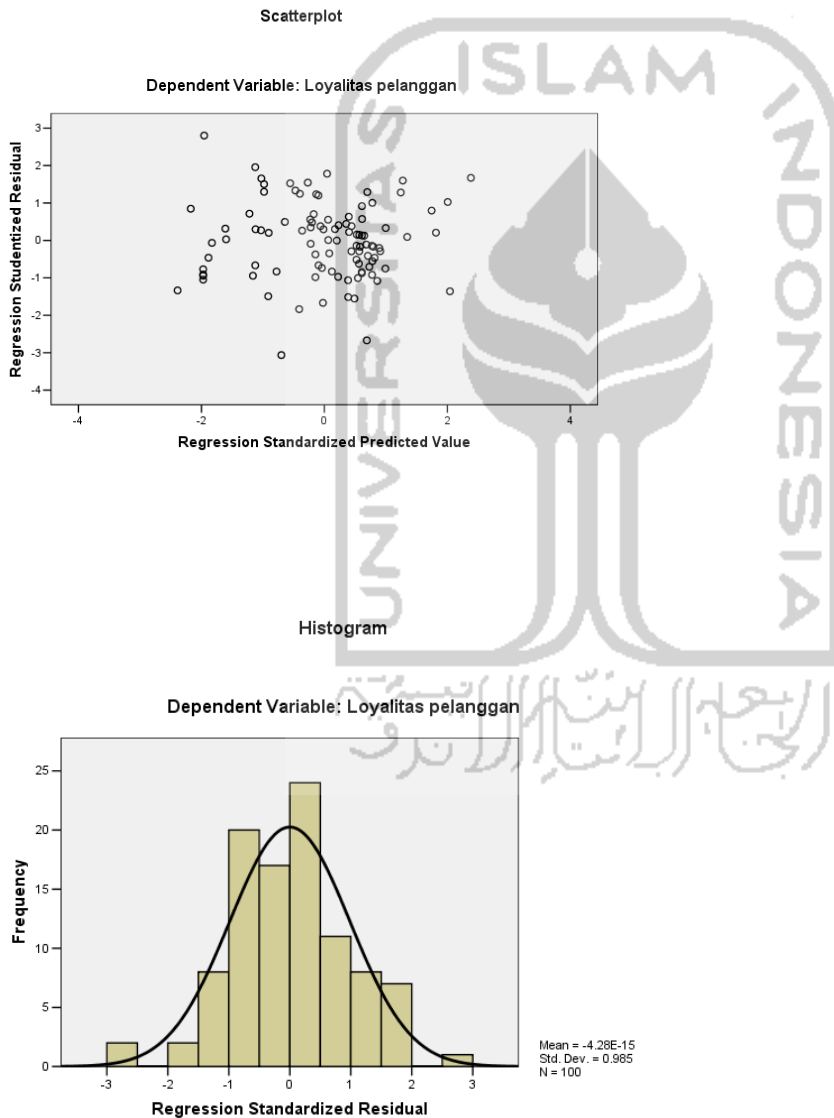 Scatterplot
Dependent Variable: Loyalitas pelanggan
Regression Studentized Residual
3
2
1
0
-1
-2
-3
-4
-4 -2 0 2 4
Regression Standardized Predicted Value
UNIVERSITAS
ISLAM
INDONESIA
Histogram
Dependent Variable: Loyalitas pelanggan
Frequency
25
20
15
10
5
0
-3 -2 -1 0 1 2 3
Regression Standardized Residual
Mean = -4.28E-15
Std. Dev. = 0.985
N = 100